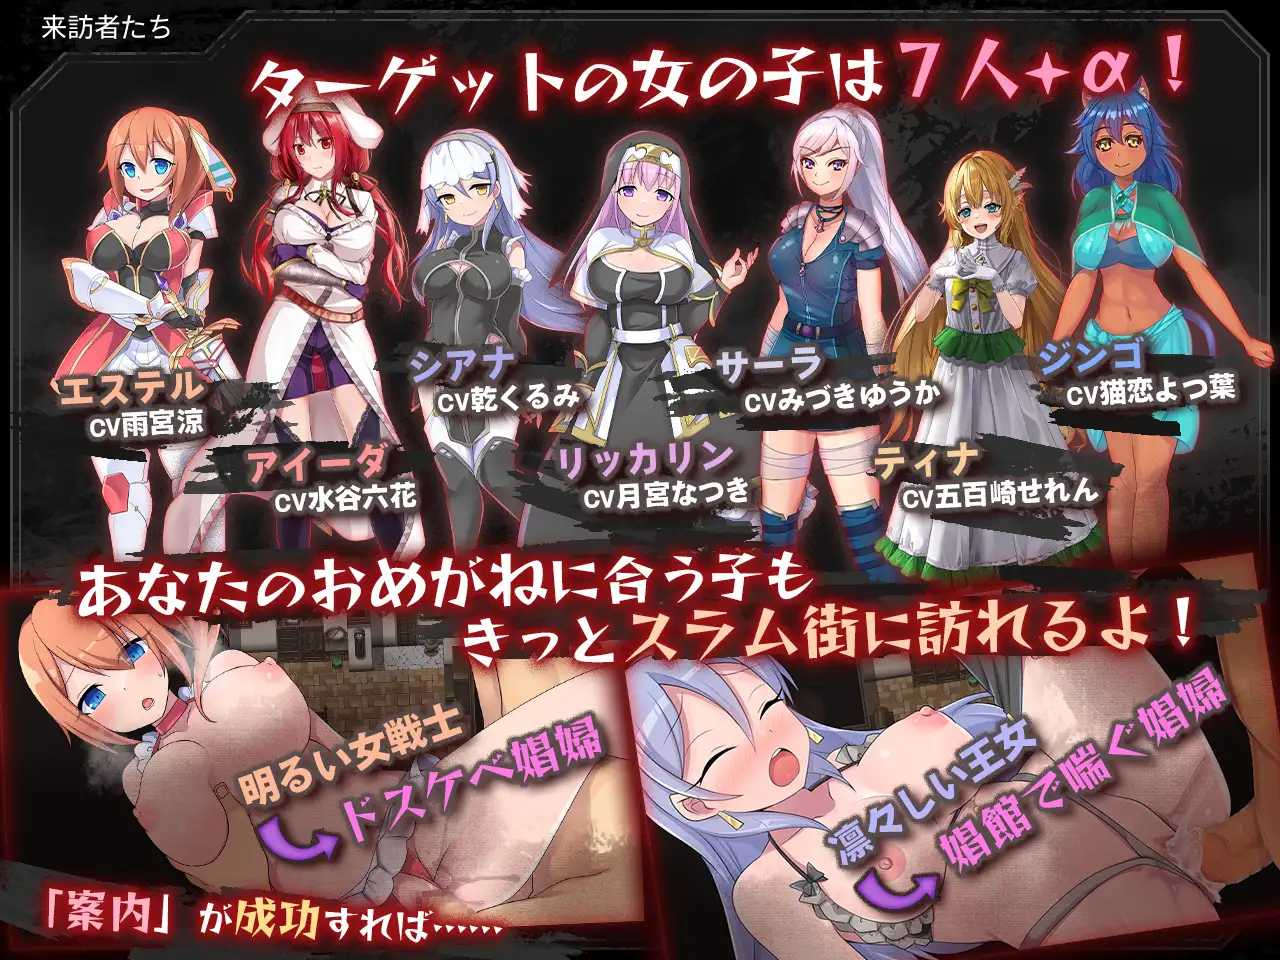 来訪者たち
ターゲットの女の子は7人+α！
エステル
CV雨宮涼
アイーダ
CV水谷六花
シアナ
CV乾くるみ
リッカリン
CV月宮なつき
サーラ
CVみづきゆうか
ティナ
CV五百崎せれん
ジンゴ
CV猫恋よつ葉
あなたのおめがねに合う子も
きっとスラム街に訪れるよ！
明るい女戦士
ドスケベ娼婦
凛々しい王女
娼館で喘ぐ娼婦
「案内」が成功すれば……